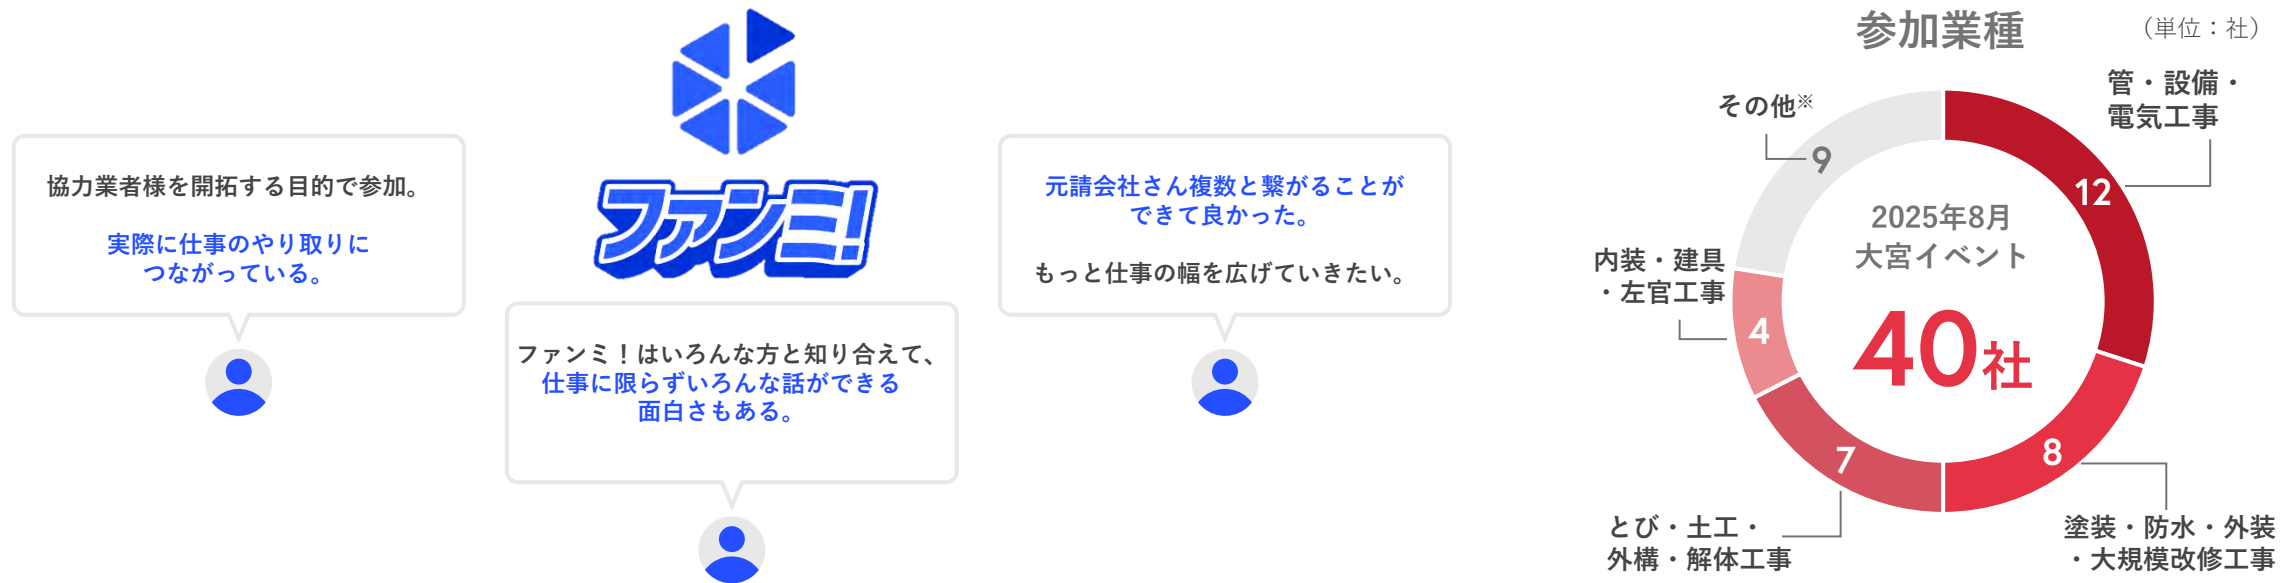 ファンミ!
協力業者様を開拓する目的で参加。
実際に仕事のやり取りに
つながっている。
ファンミ！はいろんな方と知り合えて、
仕事に限らずいろんな話ができる
面白さもある。
元請会社さん複数と繋がることが
できて良かった。
もっと仕事の幅を広げていきたい。
参加業種
（単位：社）
管・設備・
電気工事
12
塗装・防水・外装
・大規模改修工事
8
とび・土工・
外構・解体工事
7
内装・建具
・左官工事
4
その他※
9
2025年8月
大宮イベント
40社